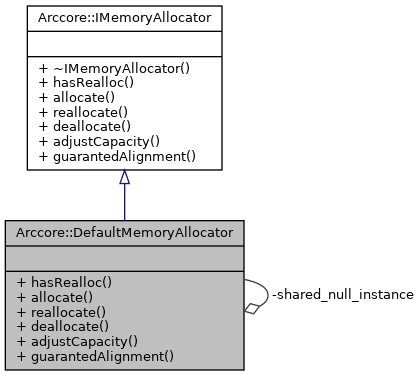 Arccore::IMemoryAllocator
+ ~IMemoryAllocator()
+ hasRealloc()
+ allocate()
+ reallocate()
+ deallocate()
+ adjustCapacity()
+ guarantedAlignment()
Arccore::DefaultMemoryAllocator
+ hasRealloc()
+ allocate()
+ reallocate()
+ deallocate()
+ adjustCapacity()
+ guarantedAlignment()
-shared_null_instance